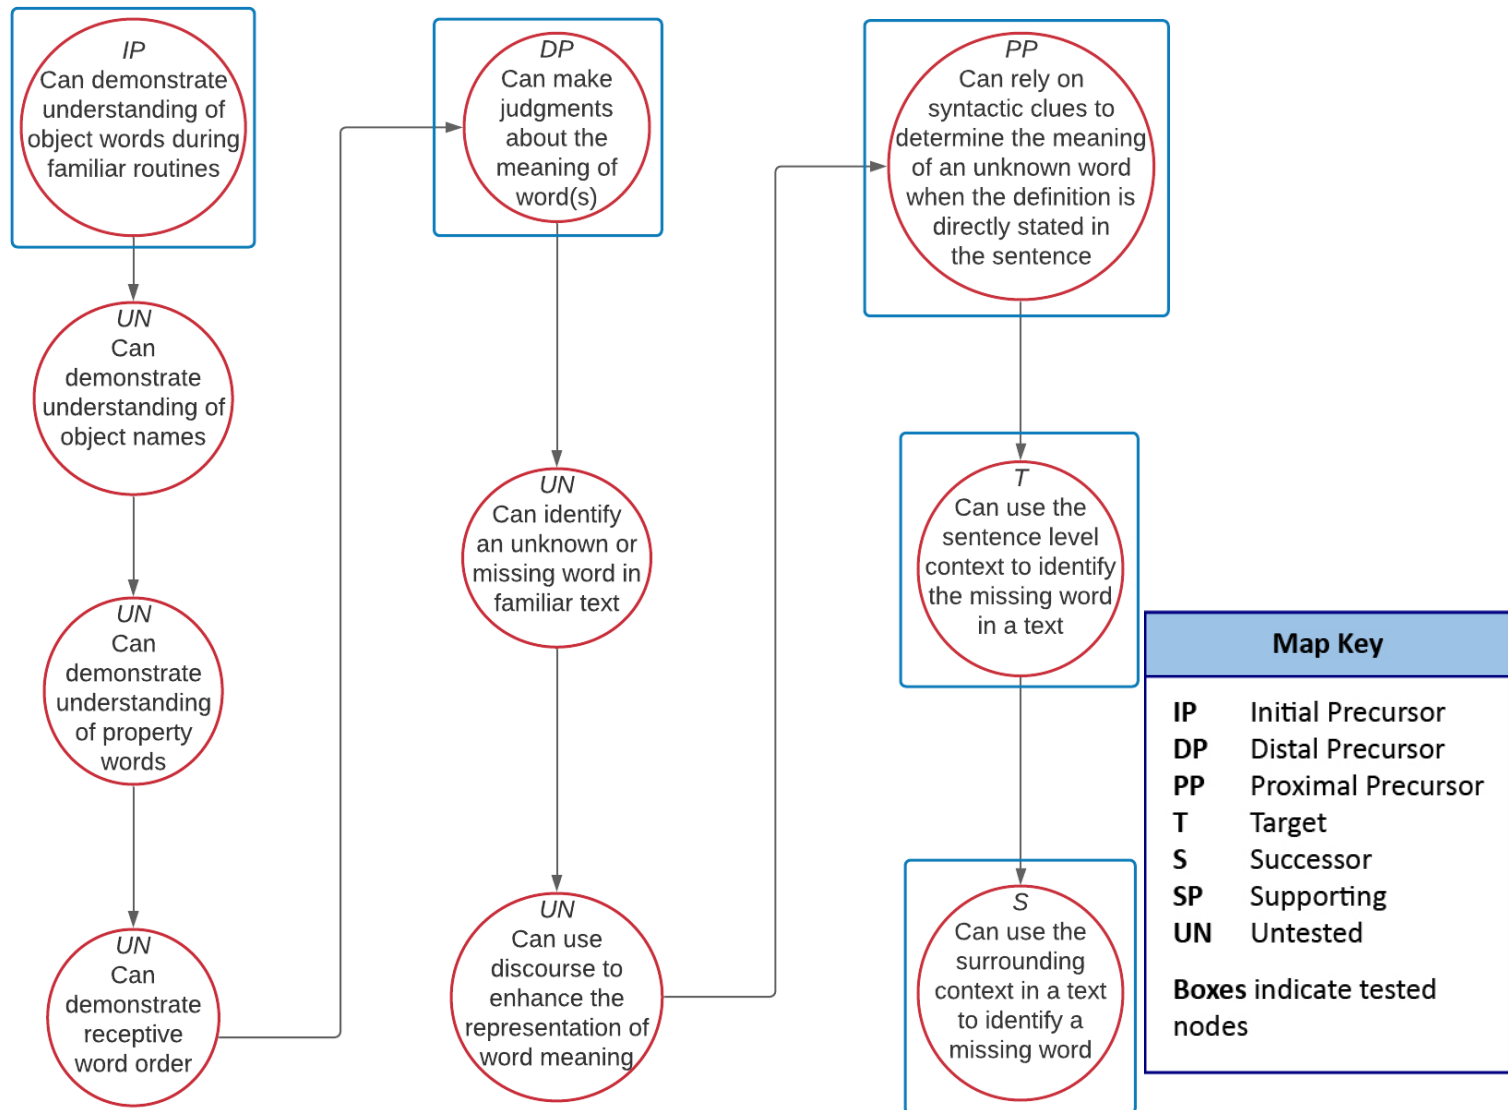 IP
Can demonstrate
understanding of
object words during
familiar routines
UN
Can
demonstrate
understanding of
object names
UN
Can
demonstrate
understanding
of property
words
UN
Can
demonstrate
receptive
word order
DP
Can make
judgments
about the
meaning of
word(s)
UN
Can identify
an unknown or
missing word in
familiar text
UN
Can use
discourse to
enhance the
representation of
word meaning
PP
Can rely on
syntactic clues to
determine the meaning
of an unknown word
when the definition is
directly stated in
the sentence
T
Can use the
sentence level
context to identify
the missing word
in a text
S
Can use the
surrounding
context in a text
to identify a
missing word
Map Key
IP Initial Precursor
DP Distal Precursor
PP Proximal Precursor
T Target
S Successor
SP Supporting
UN Untested
Boxes indicate tested
nodes